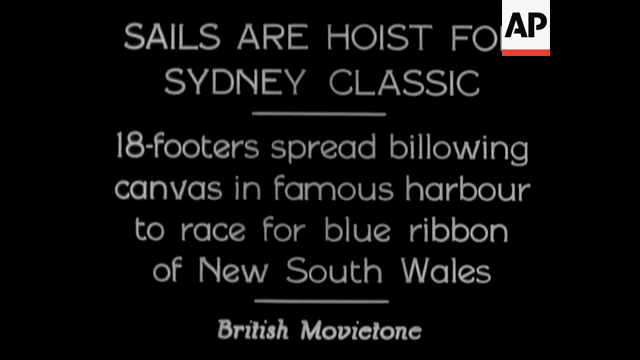 AP
SAILS ARE HOIST FO
SYDNEY CLASSIC
18-footers spread billowing
canvas in famous harbour
to race for blue ribbon
of New South Wales
British Movietone